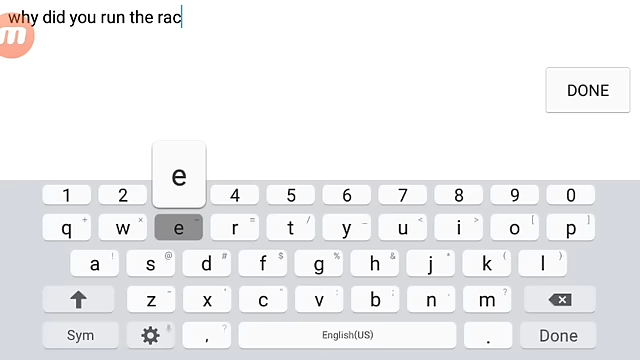 why did you run the rac
m
DONE
e
1 2 4 5 6 7 8 9 0
q + w × e − r = t / y _ u < i > o [ p ]
a ! s @ d # f $ g % h & j * k ( l )
z - x ' c " v : b ; n , m ?
Sym , ? English(US) . Done